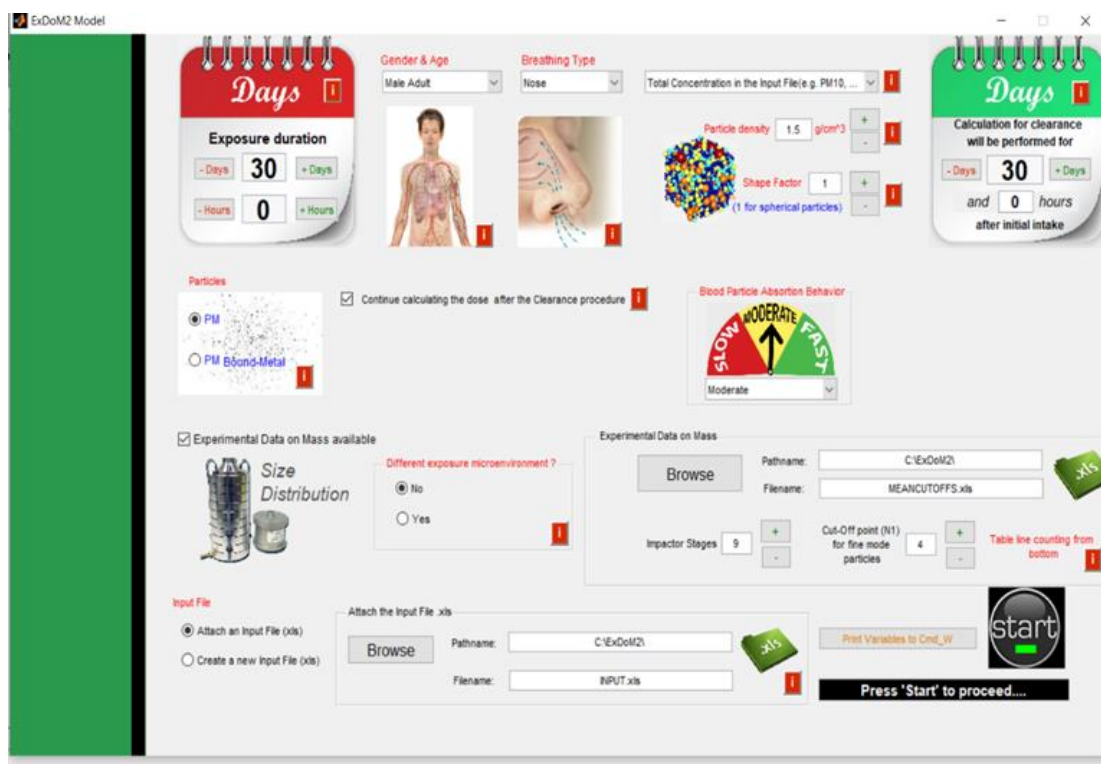 ExDoM2 Model
Days
i
Exposure duration
- Days 30 + Days
- Hours 0 + Hours
Gender & Age
Male Adult
i
Breathing Type
Nose
i
Total Concentration in the Input File(e.g. PM10, ...
i
Particle density 1.5 g/cm^3 + -
i
Shape Factor 1 + -
i
(1 for spherical particles)
Days
i
Calculation for clearance
will be performed for
- Days 30 + Days
and 0 hours
after initial intake
Particles
PM
PM Bound-Metal
i
Continue calculating the dose after the Clearance procedure
i
Blood Particle Absortion Behavior
SLOW MODERATE FAST
Moderate
Experimental Data on Mass available
Size
Distribution
Different exposure microenvironment ?
No
Yes
i
Experimental Data on Mass
Browse
Pathname: C:\ExDoM2\
Filename: MEANCUTOFFS.xls
.xls
Impactor Stages 9 + -
Cut-Off point (N1)
for fine mode
particles
4 + -
Table line counting from
bottom
i
Input File
Attach an Input File (xls)
Create a new Input File (xls)
Attach the Input File .xls
Browse
Pathname: C:\ExDoM2\
Filename: INPUT.xls
.xls
i
Print Variables to Cmd_W
start
Press 'Start' to proceed....